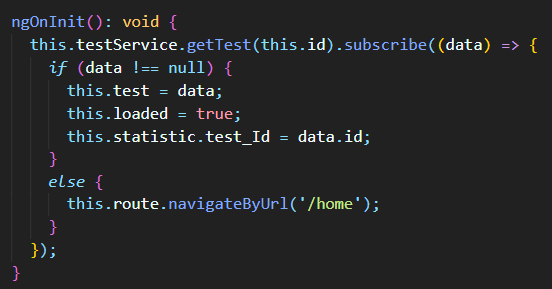 ngOnInit(): void {
  this.testService.getTest(this.id).subscribe((data) => {
    if (data !== null) {
      this.test = data;
      this.loaded = true;
      this.statistic.test_Id = data.id;
    }
    else {
      this.route.navigateByUrl('/home');
    }
  });
}